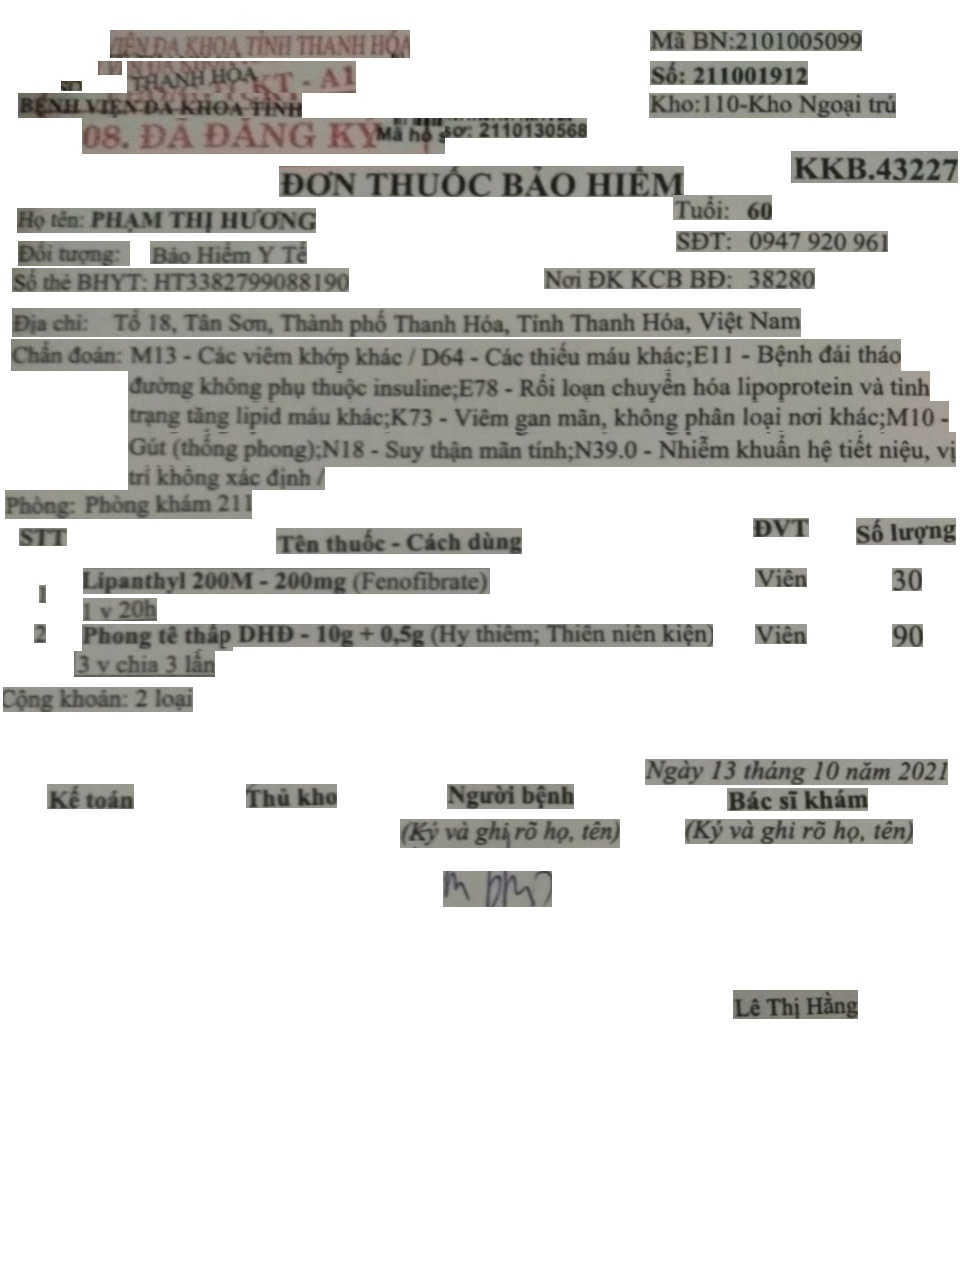 VIỆN ĐA KHOA TỈNH THANH HÓA
Mã BN:2101005099
THANH HÓA KT - A1
Số: 211001912
BỆNH VIỆN ĐA KHOA TỈNH
Kho:110-Kho Ngoại trú
08. ĐÃ ĐĂNG KÝ
Mã hồ sơ: 2110130568
KKB.43227
ĐƠN THUỐC BẢO HIỂM
Họ tên: PHẠM THỊ HƯƠNG
Tuổi: 60
Đối tượng: Bảo Hiểm Y Tế
SĐT: 0947 920 961
Số thẻ BHYT: HT3382799088190
Nơi ĐK KCB BĐ: 38280
Địa chỉ: Tổ 18, Tân Sơn, Thành phố Thanh Hóa, Tỉnh Thanh Hóa, Việt Nam
Chẩn đoán: M13 - Các viêm khớp khác / D64 - Các thiếu máu khác;E11 - Bệnh đái tháo
đường không phụ thuộc insuline;E78 - Rối loạn chuyển hóa lipoprotein và tình
trạng tăng lipid máu khác;K73 - Viêm gan mãn, không phân loại nơi khác;M10 -
Gút (thống phong);N18 - Suy thận mãn tính;N39.0 - Nhiễm khuẩn hệ tiết niệu, vị
trí không xác định /
Phòng: Phòng khám 211
STT Tên thuốc - Cách dùng ĐVT Số lượng
1 Lipanthyl 200M - 200mg (Fenofibrate) Viên 30
1 v 20h
2 Phong tê thấp DHĐ - 10g + 0,5g (Hy thiêm; Thiên niên kiện) Viên 90
3 v chia 3 lần
Cộng khoản: 2 loại
Ngày 13 tháng 10 năm 2021
Kế toán Thủ kho Người bệnh Bác sĩ khám
(Ký và ghi rõ họ, tên) (Ký và ghi rõ họ, tên)
Lê Thị Hằng